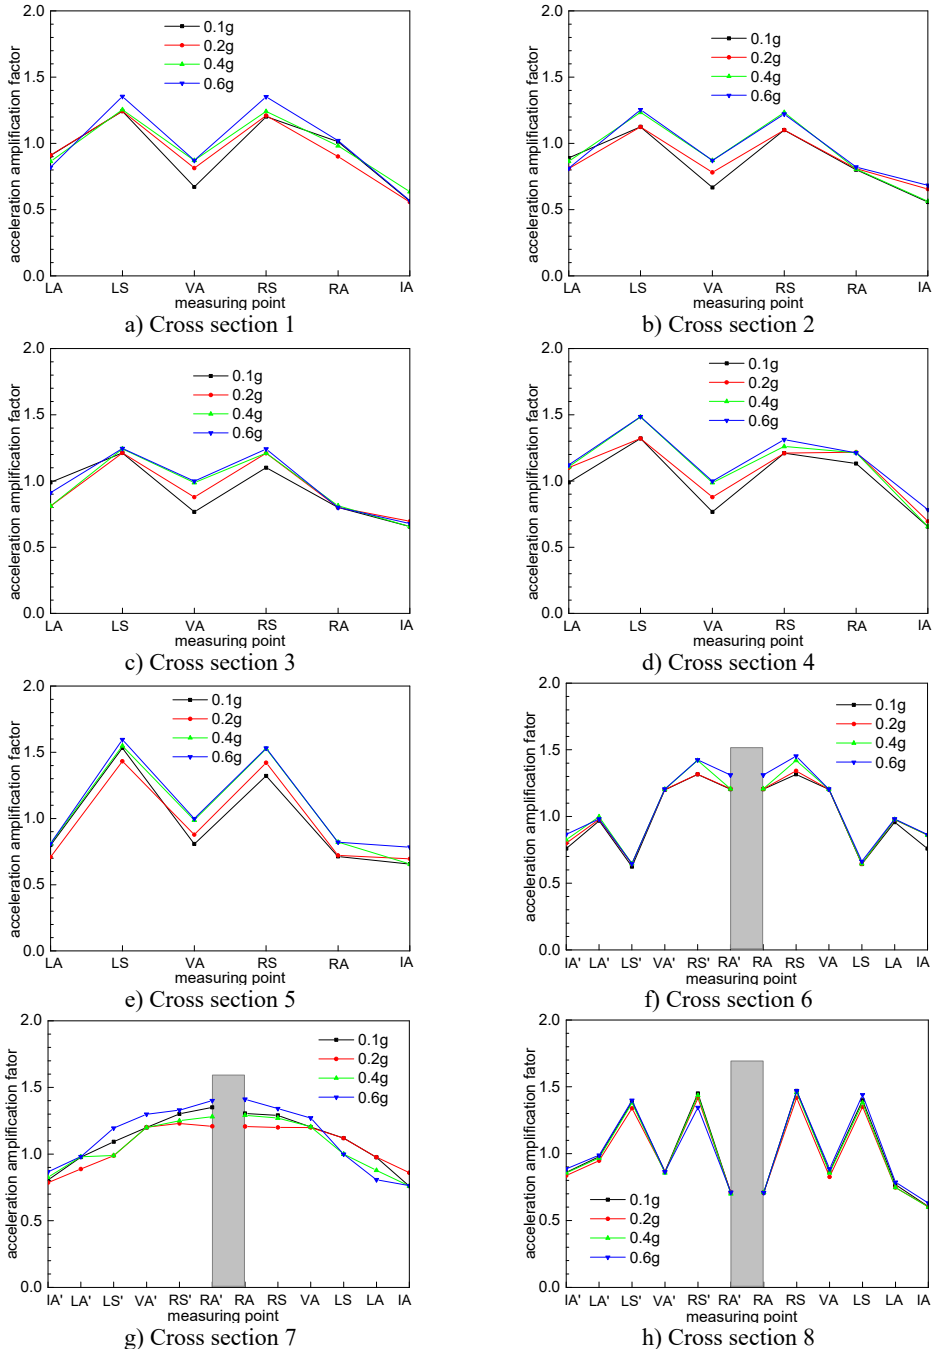 acceleration amplification factor
2.0
1.5
1.0
0.5
0.0
0.1g
0.2g
0.4g
0.6g
LA LS VA RS RA IA
measuring point
a) Cross section 1
acceleration amplification factor
2.0
1.5
1.0
0.5
0.0
0.1g
0.2g
0.4g
0.6g
LA LS VA RS RA IA
measuring point
b) Cross section 2
acceleration amplification factor
2.0
1.5
1.0
0.5
0.0
0.1g
0.2g
0.4g
0.6g
LA LS VA RS RA IA
measuring point
c) Cross section 3
acceleration amplification factor
2.0
1.5
1.0
0.5
0.0
0.1g
0.2g
0.4g
0.6g
LA LS VA RS RA IA
measuring point
d) Cross section 4
acceleration amplification factor
2.0
1.5
1.0
0.5
0.0
0.1g
0.2g
0.4g
0.6g
LA LS VA RS RA IA
measuring point
e) Cross section 5
acceleration amplification fator
2.0
1.5
1.0
0.5
0.0
0.1g
0.2g
0.4g
0.6g
IA' LA' LS' VA' RS' RA' RA RS VA LS LA IA
measuring point
f) Cross section 6
acceleration amplification fator
2.0
1.5
1.0
0.5
0.0
0.1g
0.2g
0.4g
0.6g
IA' LA' LS' VA' RS' RA' RA RS VA LS LA IA
measuring point
g) Cross section 7
acceleration amplification fator
2.0
1.5
1.0
0.5
0.0
0.1g
0.2g
0.4g
0.6g
IA' LA' LS' VA' RS' RA' RA RS VA LS LA IA
measuring point
h) Cross section 8